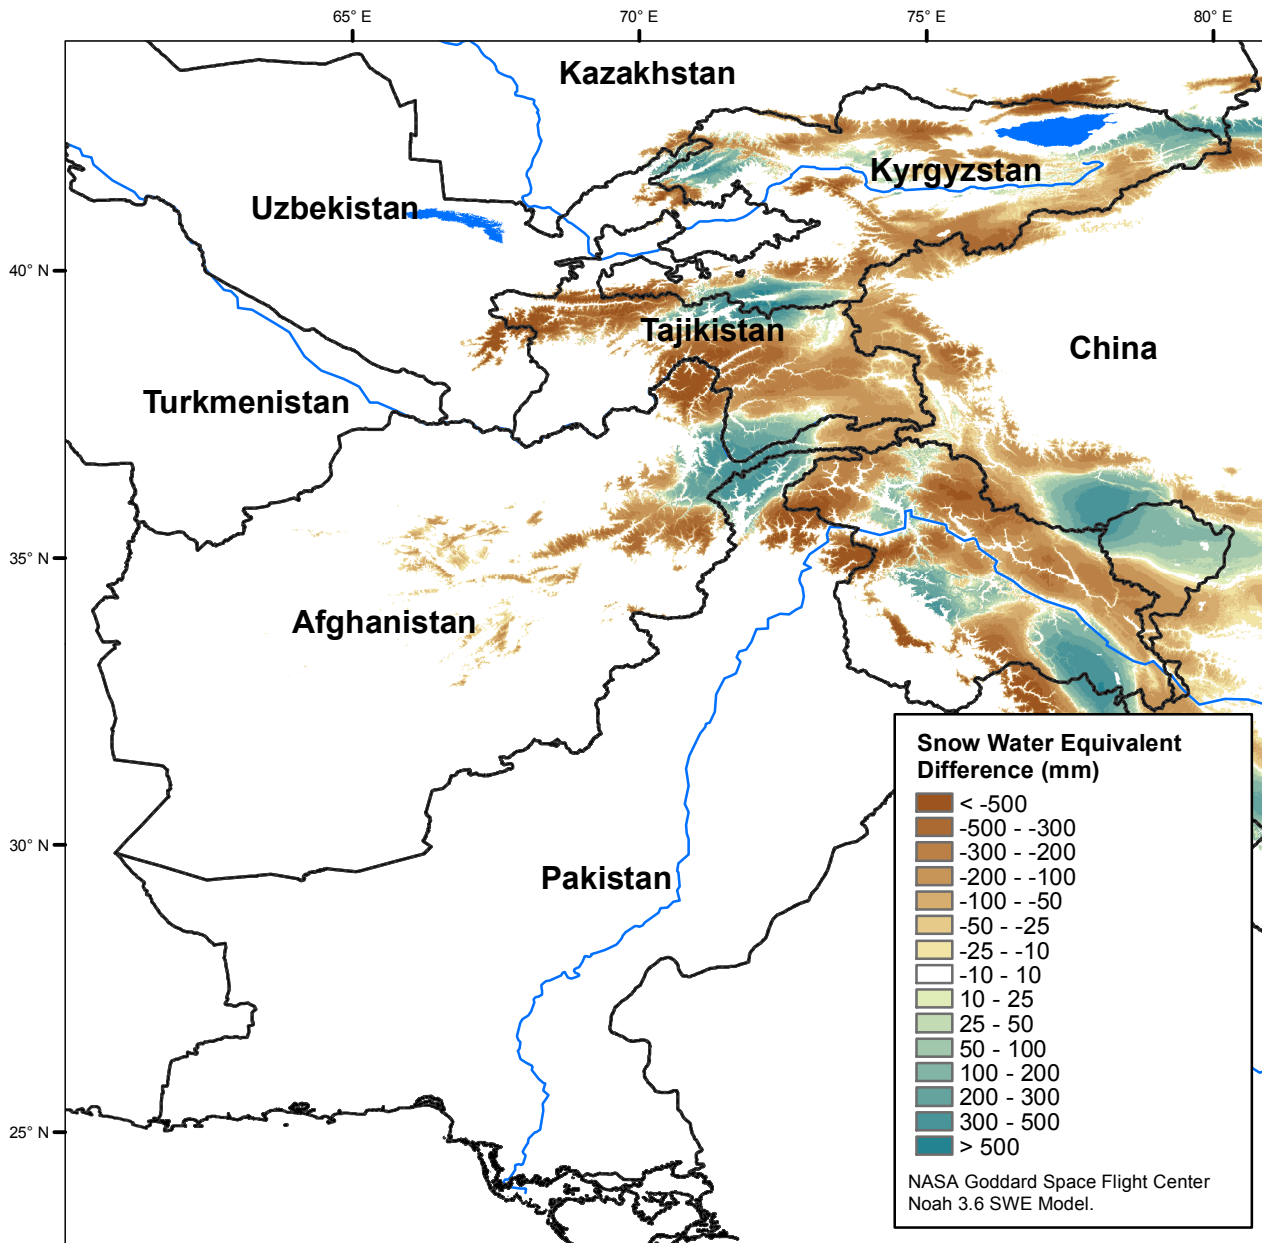 65° E
70° E
75° E
80° E
Kazakhstan
Kyrgyzstan
Uzbekistan
40° N
Tajikistan
China
Turkmenistan
35° N
Afghanistan
Snow Water Equivalent
Difference (mm)
< -500
-500 - -300
-300 - -200
-200 - -100
-100 - -50
-50 - -25
-25 - -10
-10 - 10
10 - 25
25 - 50
50 - 100
100 - 200
200 - 300
300 - 500
> 500
NASA Goddard Space Flight Center
Noah 3.6 SWE Model.
30° N
Pakistan
25° N